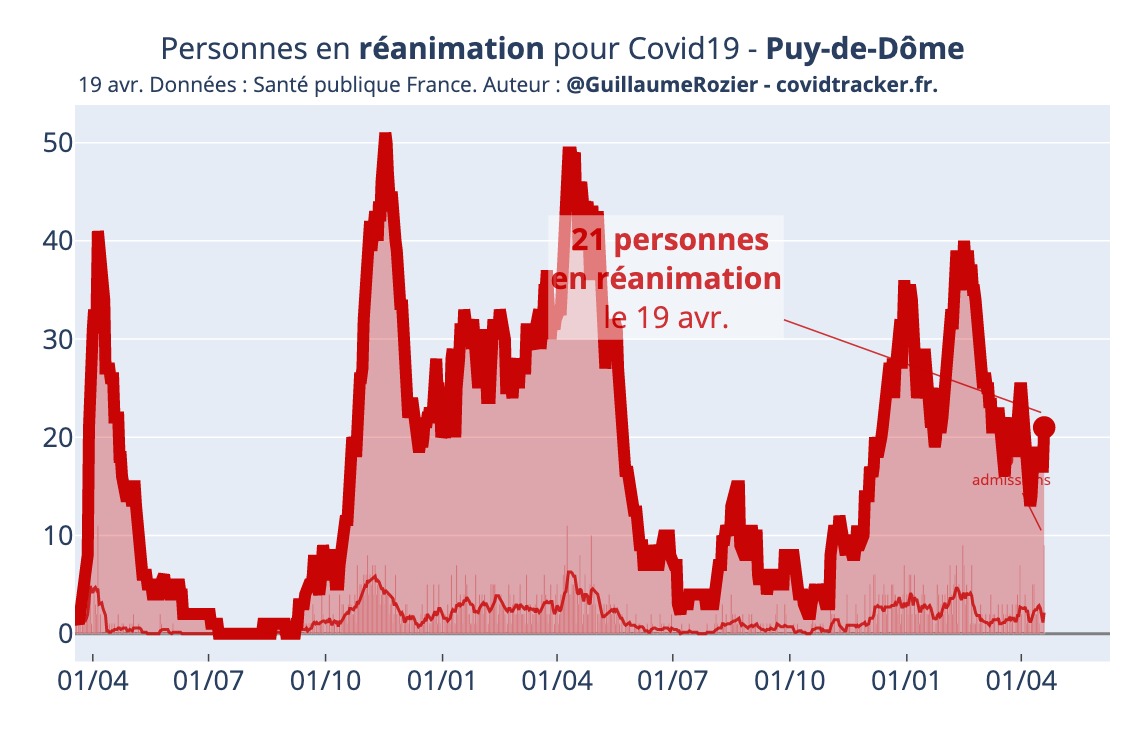 Personnes en réanimation pour Covid19 - Puy-de-Dôme
19 avr. Données : Santé publique France. Auteur : @GuillaumeRozier - covidtracker.fr.
50
40
30
20
10
0
21 personnes
en réanimation
le 19 avr.
admissions
01/04 01/07 01/10 01/01 01/04 01/07 01/10 01/01 01/04